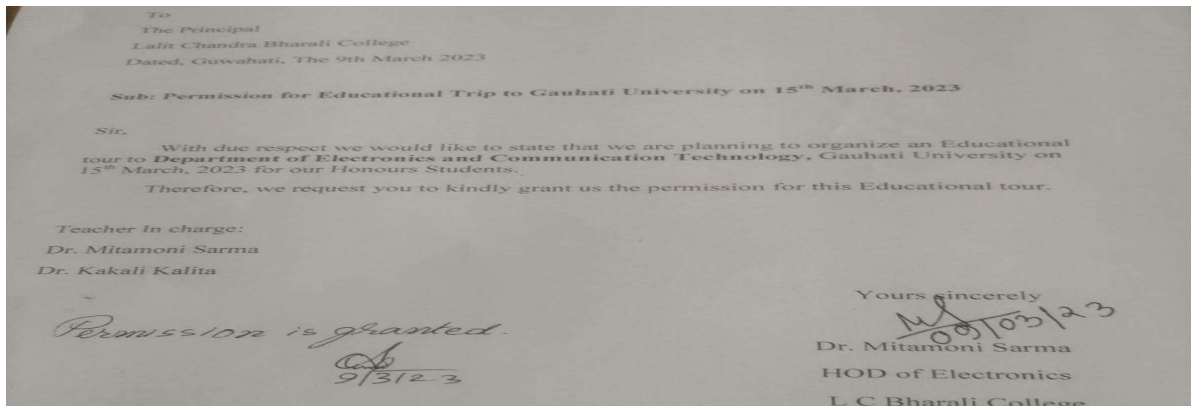 To
The Principal
Lalit Chandra Bharali College
Dated, Guwahati, The 9th March 2023
Sub: Permission for Educational Trip to Gauhati University on 15th March, 2023
Sir,
With due respect we would like to state that we are planning to organize an Educational
tour to Department of Electronics and Communication Technology, Gauhati University on
15th March, 2023 for our Honours Students.
Therefore, we request you to kindly grant us the permission for this Educational tour.
Teacher In charge:
Dr. Mitamoni Sarma
Dr. Kakali Kalita
Permission is granted.
9/3/23
Yours sincerely
09/03/23
Dr. Mitamoni Sarma
HOD of Electronics
L C Bharali College